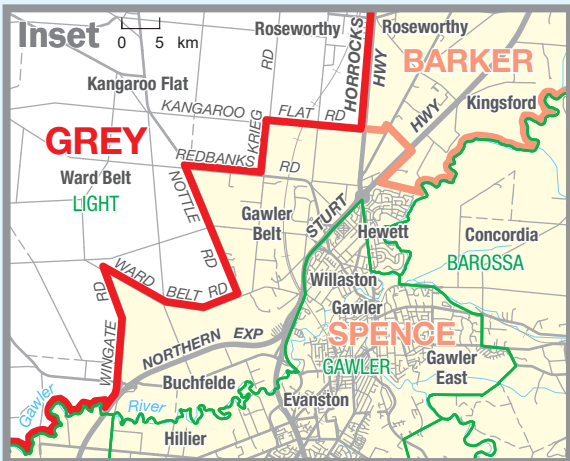 Inset
0 5 km
Roseworthy
Roseworthy
HORROCKS HWY
BARKER
Kangaroo Flat
RD
KRIEG
KANGAROO FLAT RD
HWY
Kingsford
GREY
REDBANKS RD
Ward Belt
LIGHT
NOTTLE RD
Gawler
Belt
STURT
Hewett
Concordia
BAROSSA
WARD BELT RD
Willaston
Gawler
WINGATE RD
NORTHERN EXP
SPENCE
GAWLER
Gawler
East
Buchfelde
Evanston
Gawler River
Hillier